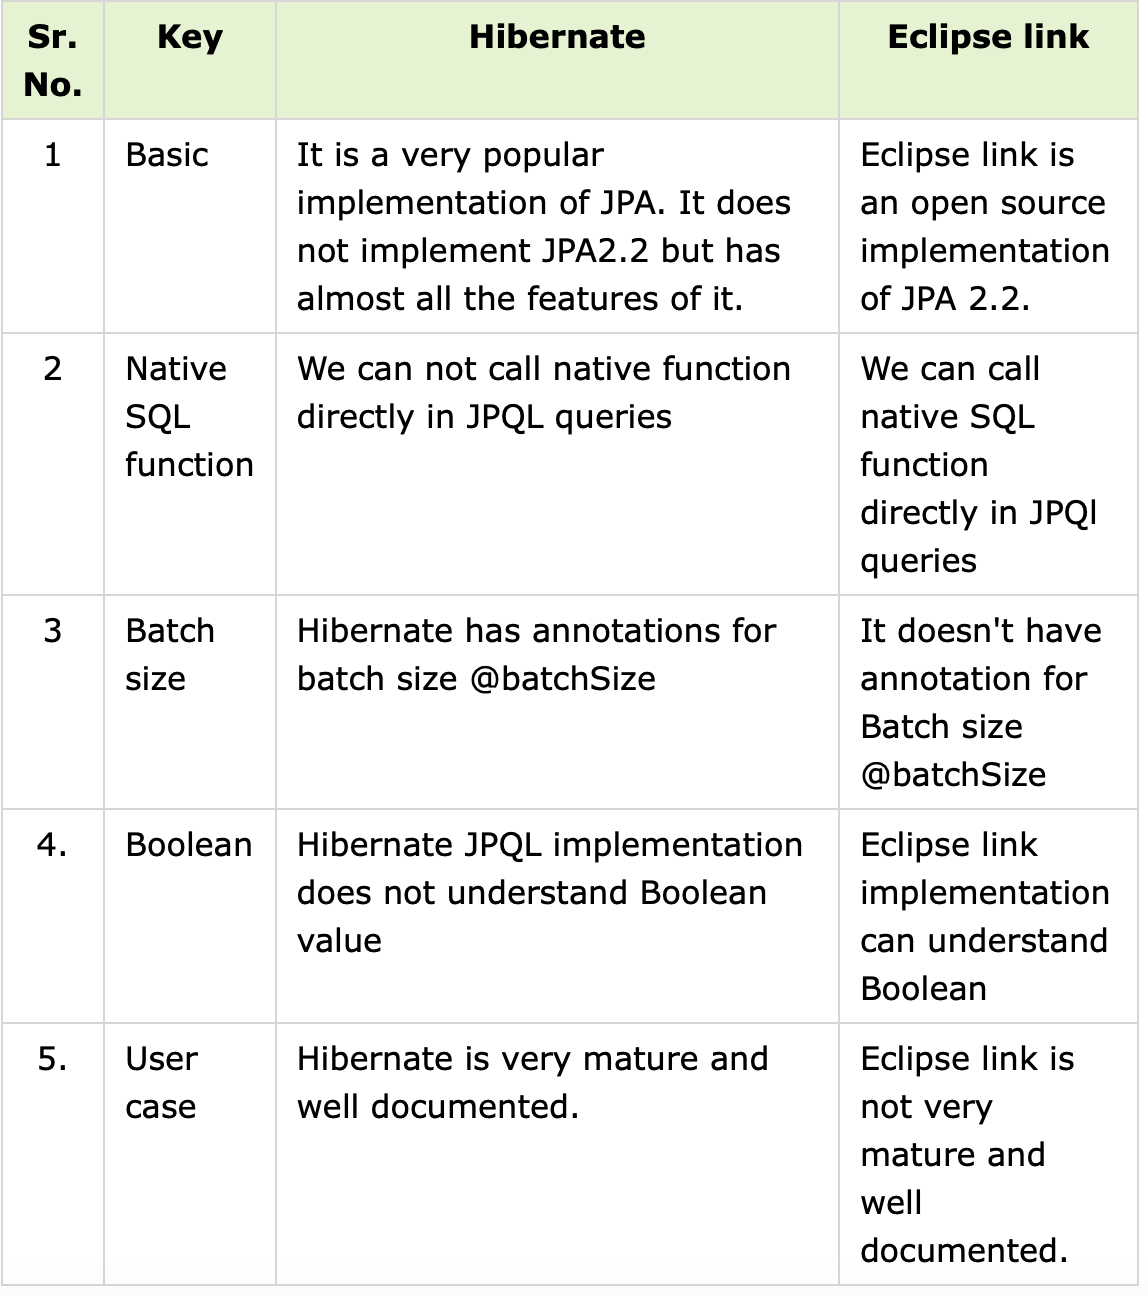 Sr.
No.
Key
Hibernate
Eclipse link
1
Basic
It is a very popular
implementation of JPA. It does
not implement JPA2.2 but has
almost all the features of it.
Eclipse link is
an open source
implementation
of JPA 2.2.
2
Native
SQL
function
We can not call native function
directly in JPQL queries
We can call
native SQL
function
directly in JPQl
queries
3
Batch
size
Hibernate has annotations for
batch size @batchSize
It doesn't have
annotation for
Batch size
@batchSize
4.
Boolean
Hibernate JPQL implementation
does not understand Boolean
value
Eclipse link
implementation
can understand
Boolean
5.
User
case
Hibernate is very mature and
well documented.
Eclipse link is
not very
mature and
well
documented.